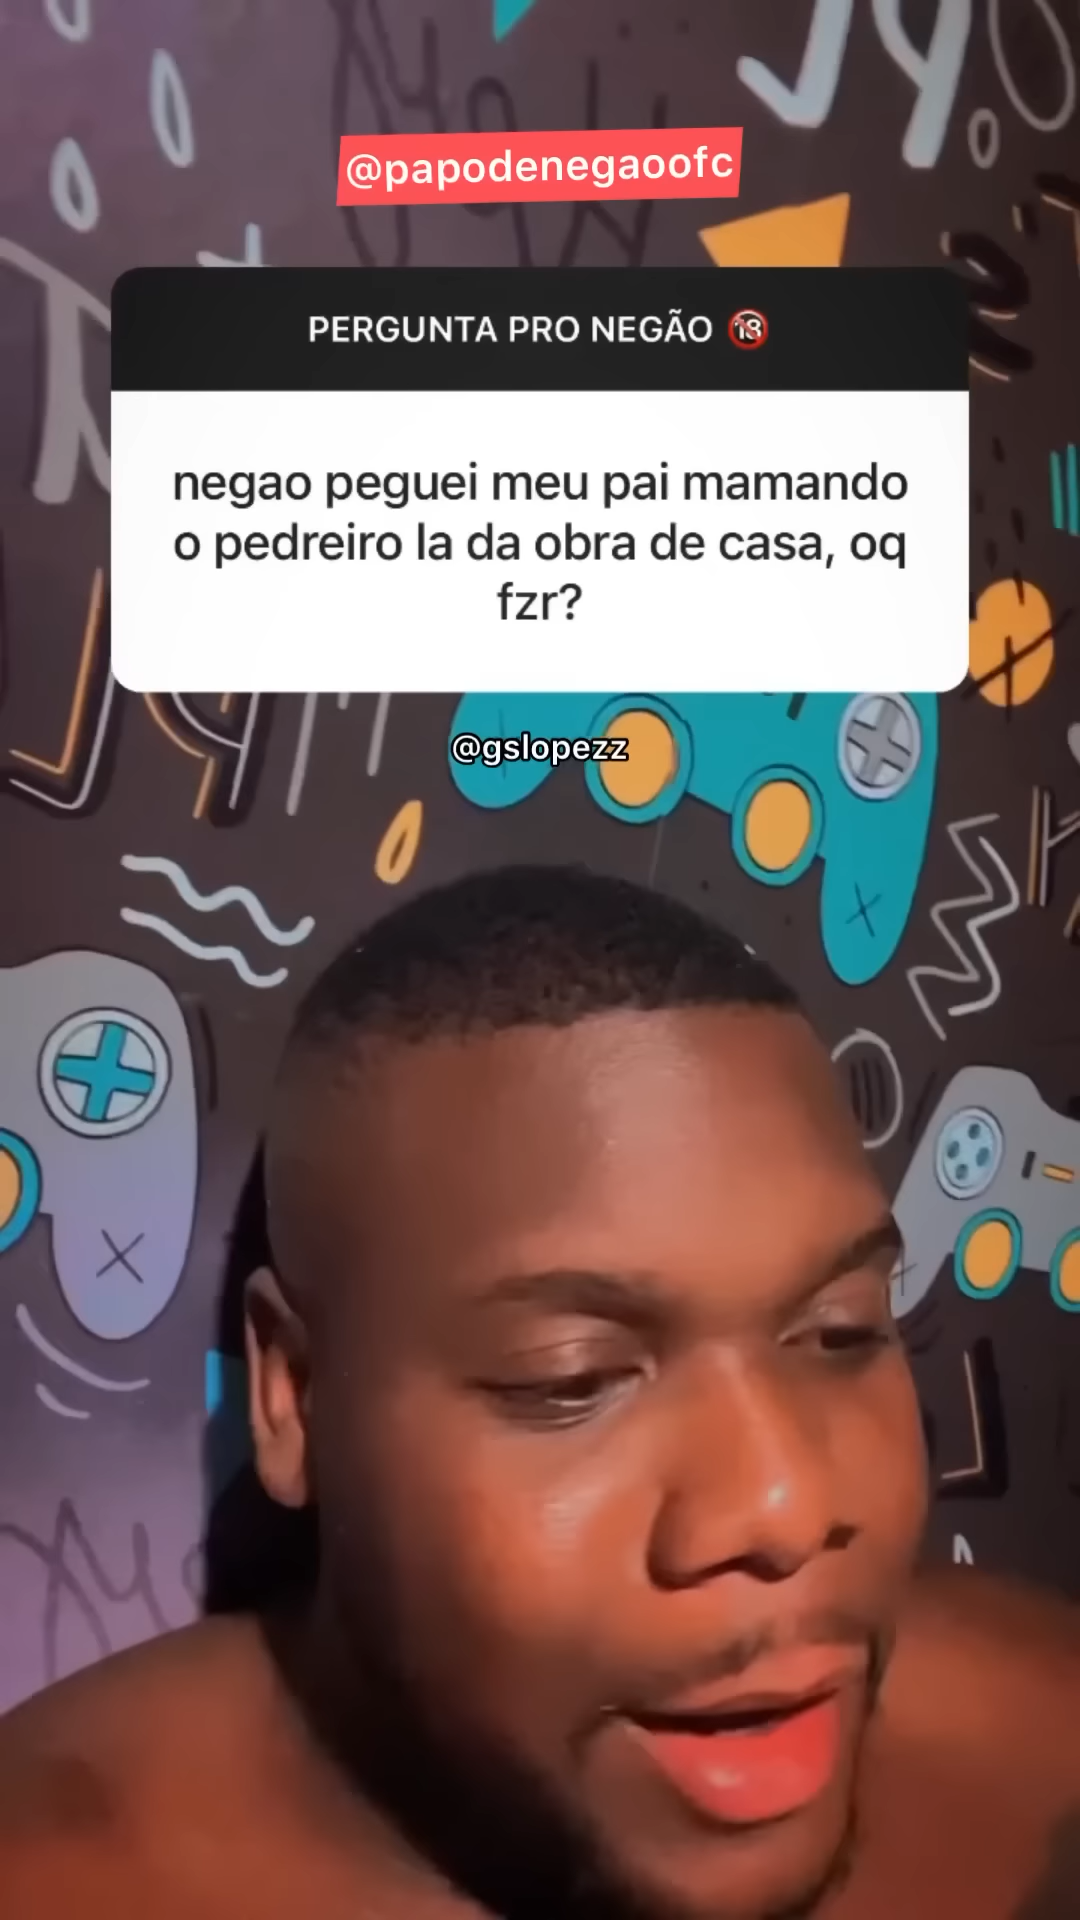 @papodenegaoofc
PERGUNTA PRO NEGÃO 🔞
negao peguei meu pai mamando
o pedreiro la da obra de casa, oq
fzr?
@gslopezz